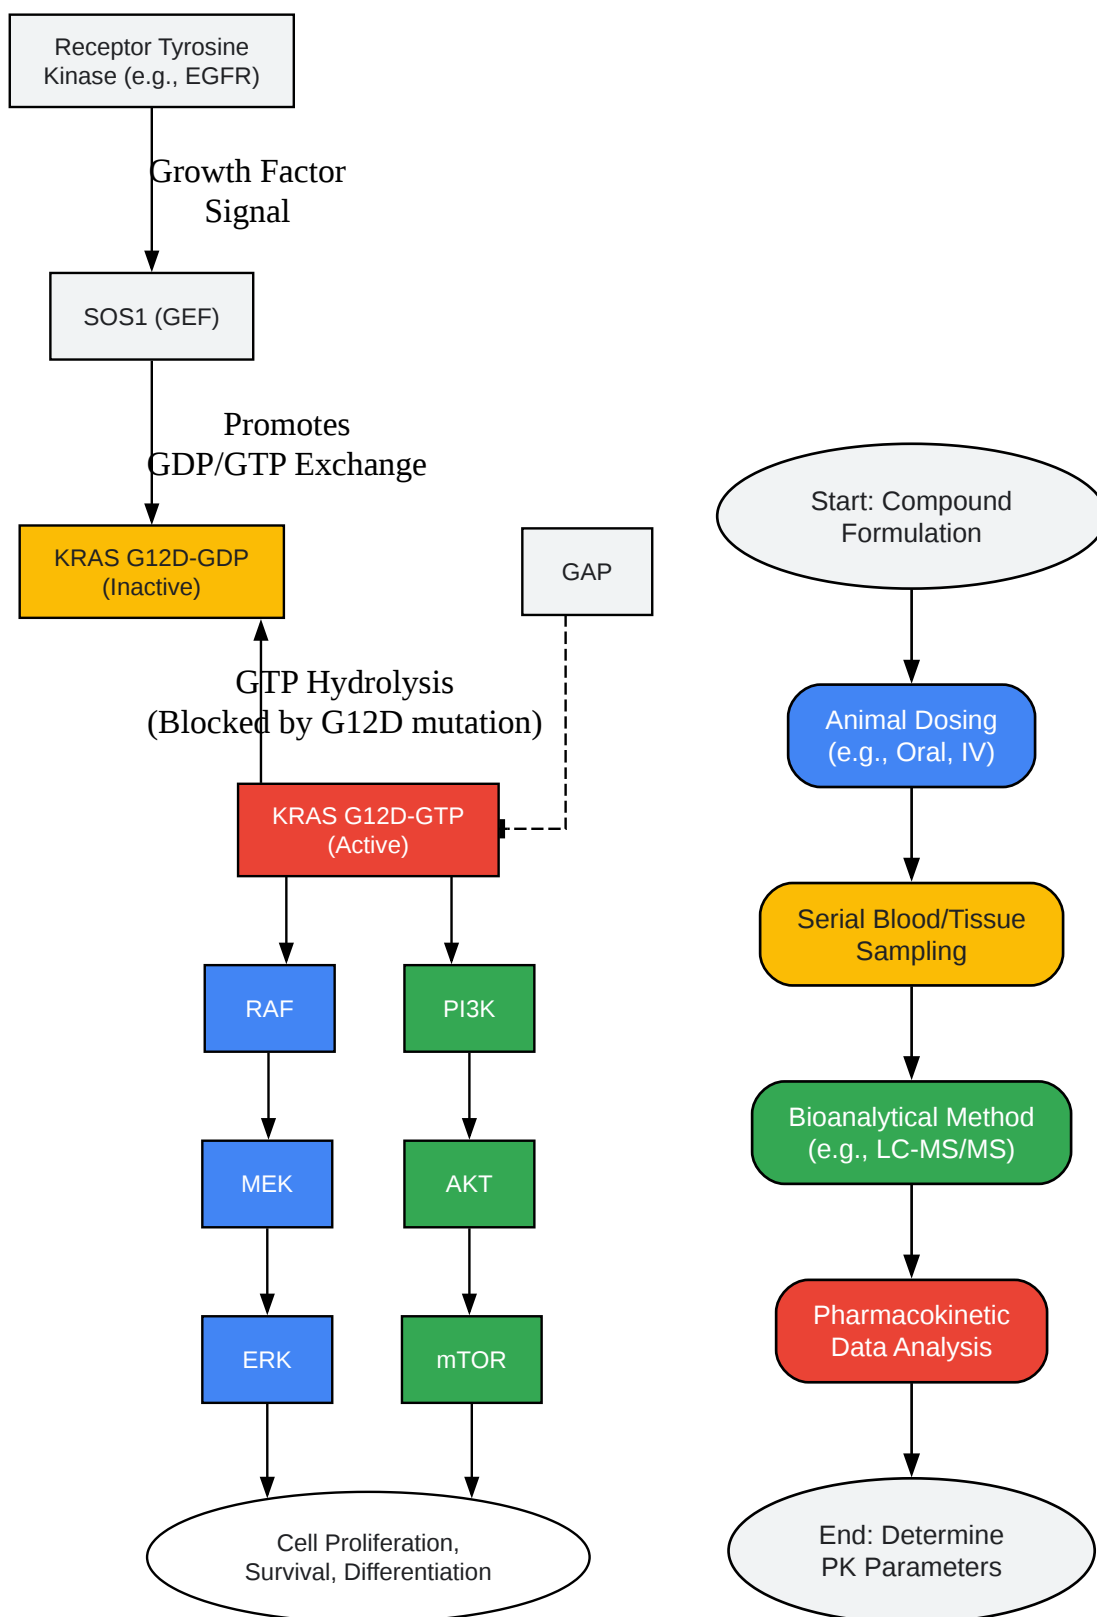 Receptor Tyrosine
Kinase (e.g., EGFR)
Growth Factor
Signal
SOS1 (GEF)
Promotes
GDP/GTP Exchange
KRAS G12D-GDP
(Inactive)
GAP
GTP Hydrolysis
(Blocked by G12D mutation)
KRAS G12D-GTP
(Active)
RAF
PI3K
MEK
AKT
ERK
mTOR
Cell Proliferation,
Survival, Differentiation
Start: Compound
Formulation
Animal Dosing
(e.g., Oral, IV)
Serial Blood/Tissue
Sampling
Bioanalytical Method
(e.g., LC-MS/MS)
Pharmacokinetic
Data Analysis
End: Determine
PK Parameters